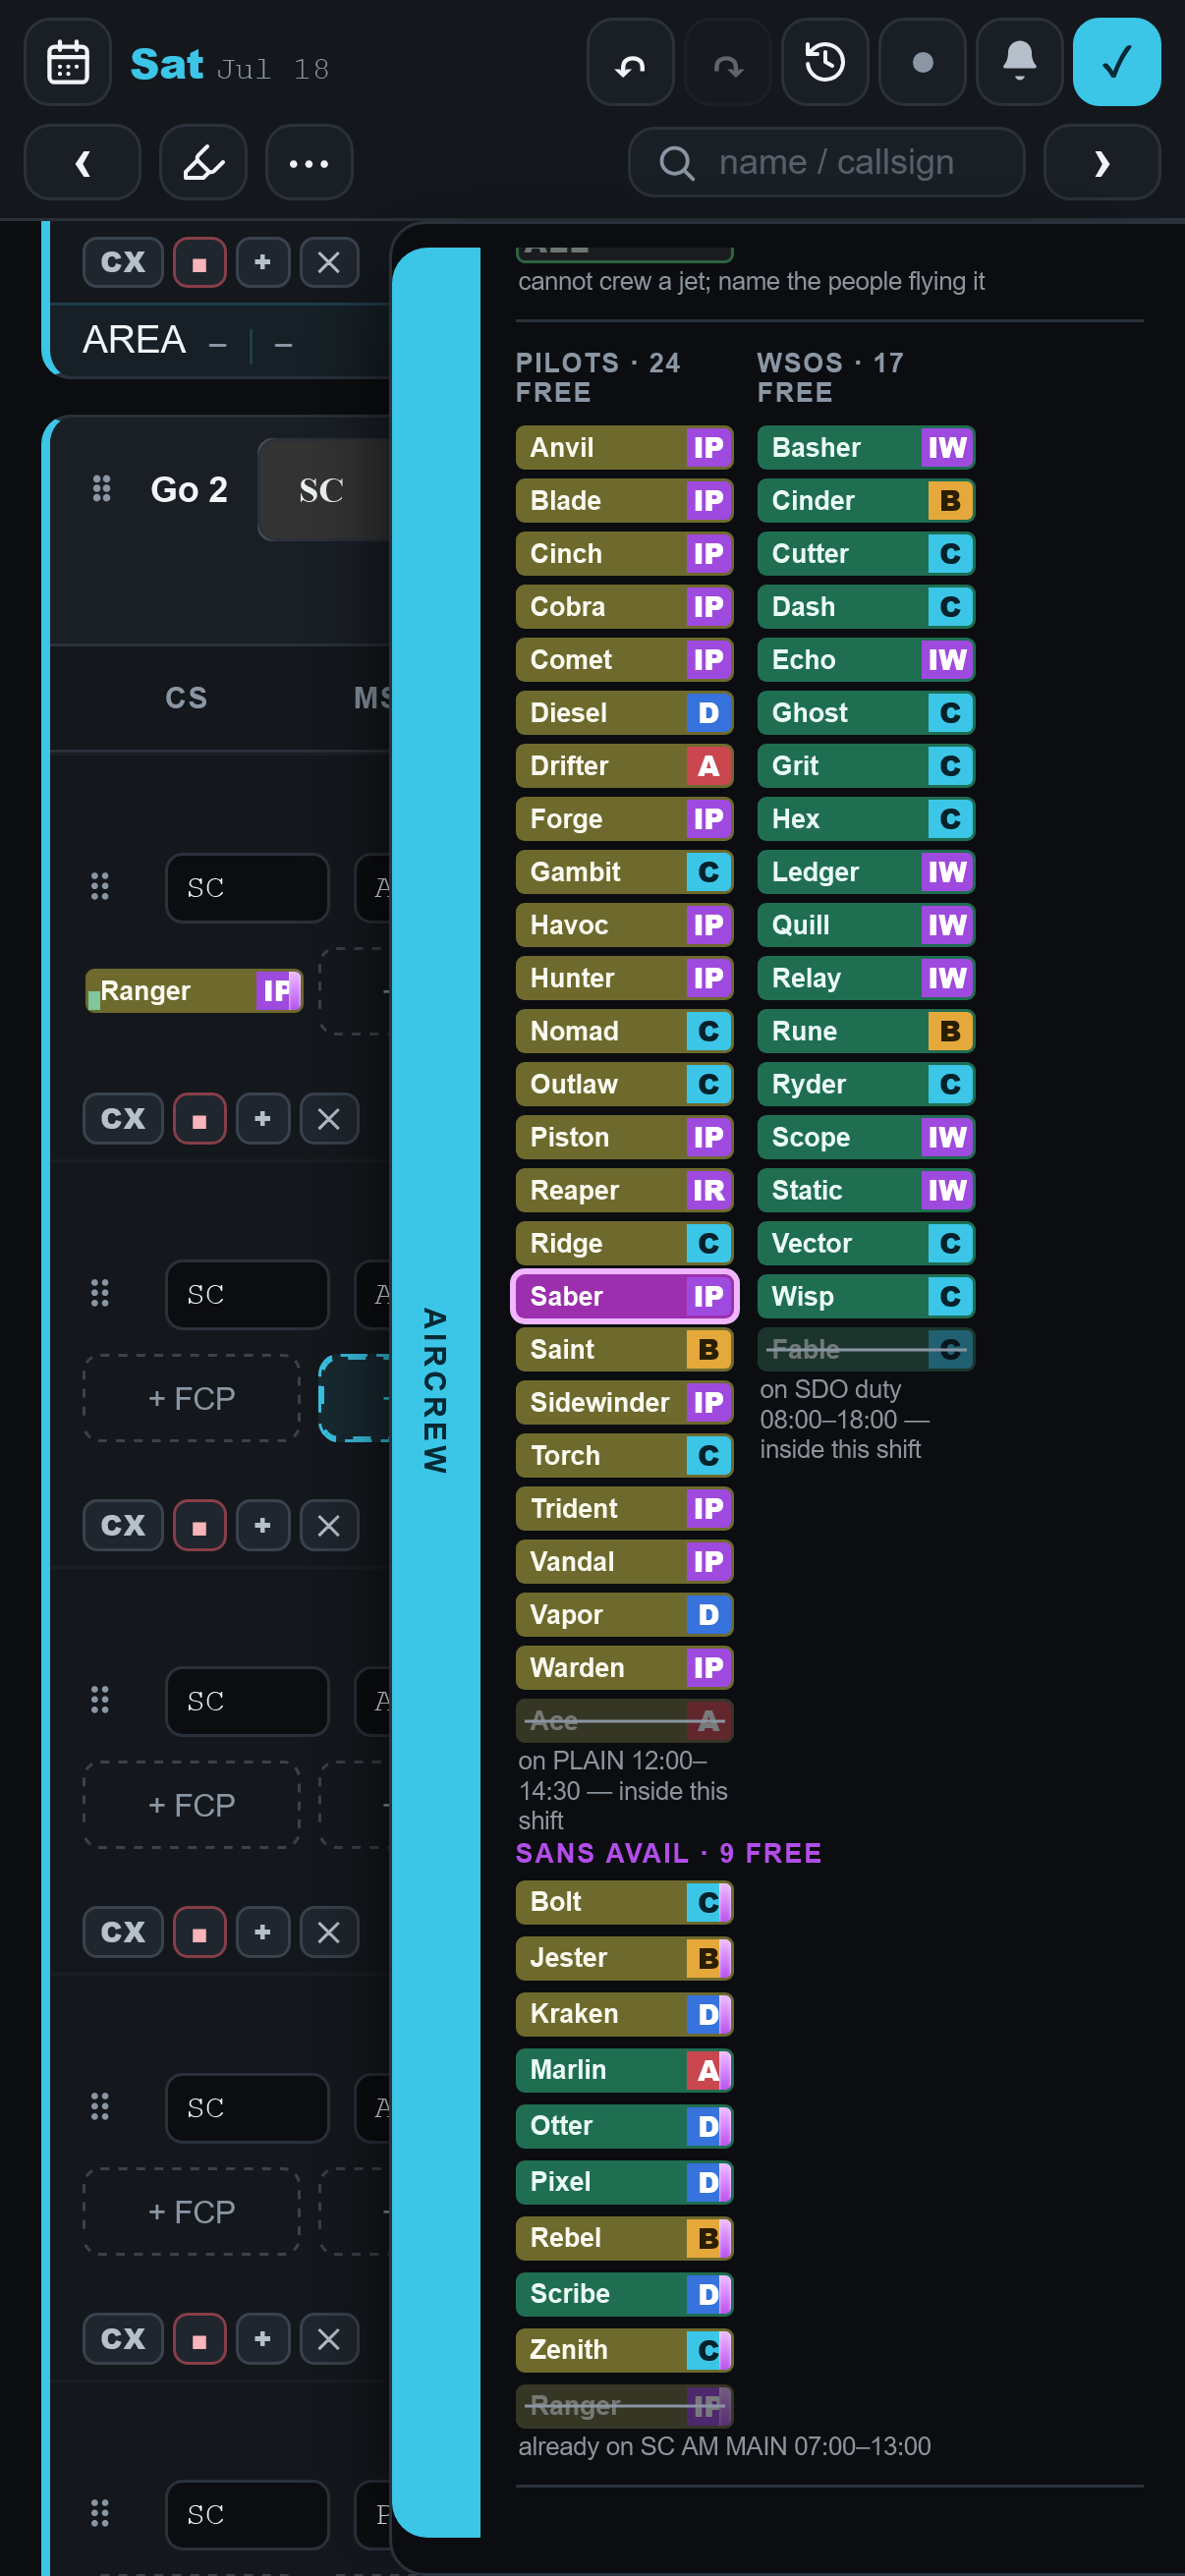 Sat Jul 18
name / callsign
CX
AREA – | –
Go 2 SC
CS
SC
Ranger IP
CX
SC
+ FCP
CX
SC
+ FCP
CX
SC
+ FCP
CX
SC
AIRCREW
cannot crew a jet; name the people flying it
PILOTS · 24 FREE
Anvil IP
Blade IP
Cinch IP
Cobra IP
Comet IP
Diesel D
Drifter A
Forge IP
Gambit C
Havoc IP
Hunter IP
Nomad C
Outlaw C
Piston IP
Reaper IR
Ridge C
Saber IP
Saint B
Sidewinder IP
Torch C
Trident IP
Vandal IP
Vapor D
Warden IP
Ace A
on PLAIN 12:00–
14:30 — inside this
shift
WSOS · 17 FREE
Basher IW
Cinder B
Cutter C
Dash C
Echo IW
Ghost C
Grit C
Hex C
Ledger IW
Quill IW
Relay IW
Rune B
Ryder C
Scope IW
Static IW
Vector C
Wisp C
Fable C
on SDO duty
08:00–18:00 —
inside this shift
SANS AVAIL · 9 FREE
Bolt C
Jester B
Kraken D
Marlin A
Otter D
Pixel D
Rebel B
Scribe D
Zenith C
Ranger IP
already on SC AM MAIN 07:00–13:00